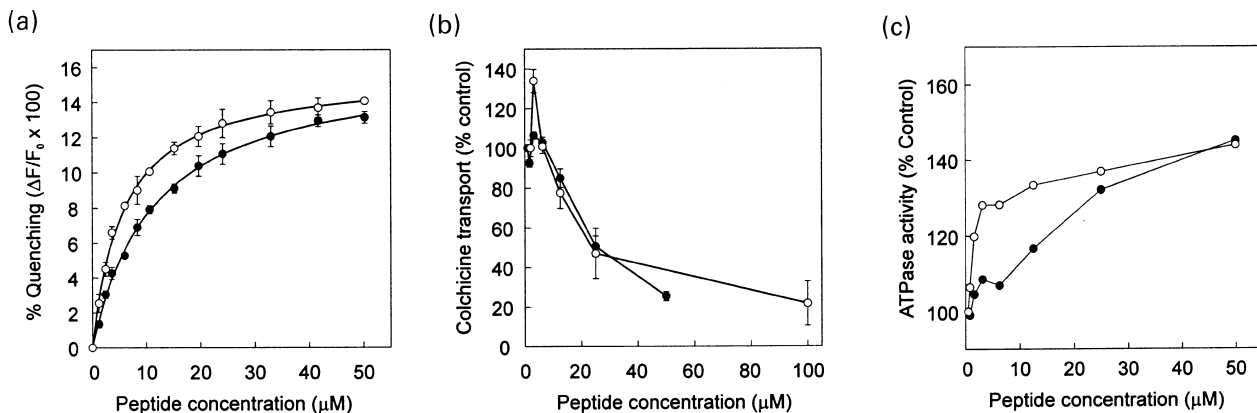 (a)
% Quenching (ΔF/F₀ x 100)
16
14
12
10
8
6
4
2
0
0 10 20 30 40 50
Peptide concentration (μM)
(b)
Colchicine transport (% control)
140
120
100
80
60
40
20
0
0 20 40 60 80 100
Peptide concentration (μM)
(c)
ATPase activity (% Control)
160
140
120
100
0 10 20 30 40 50
Peptide concentration (μM)